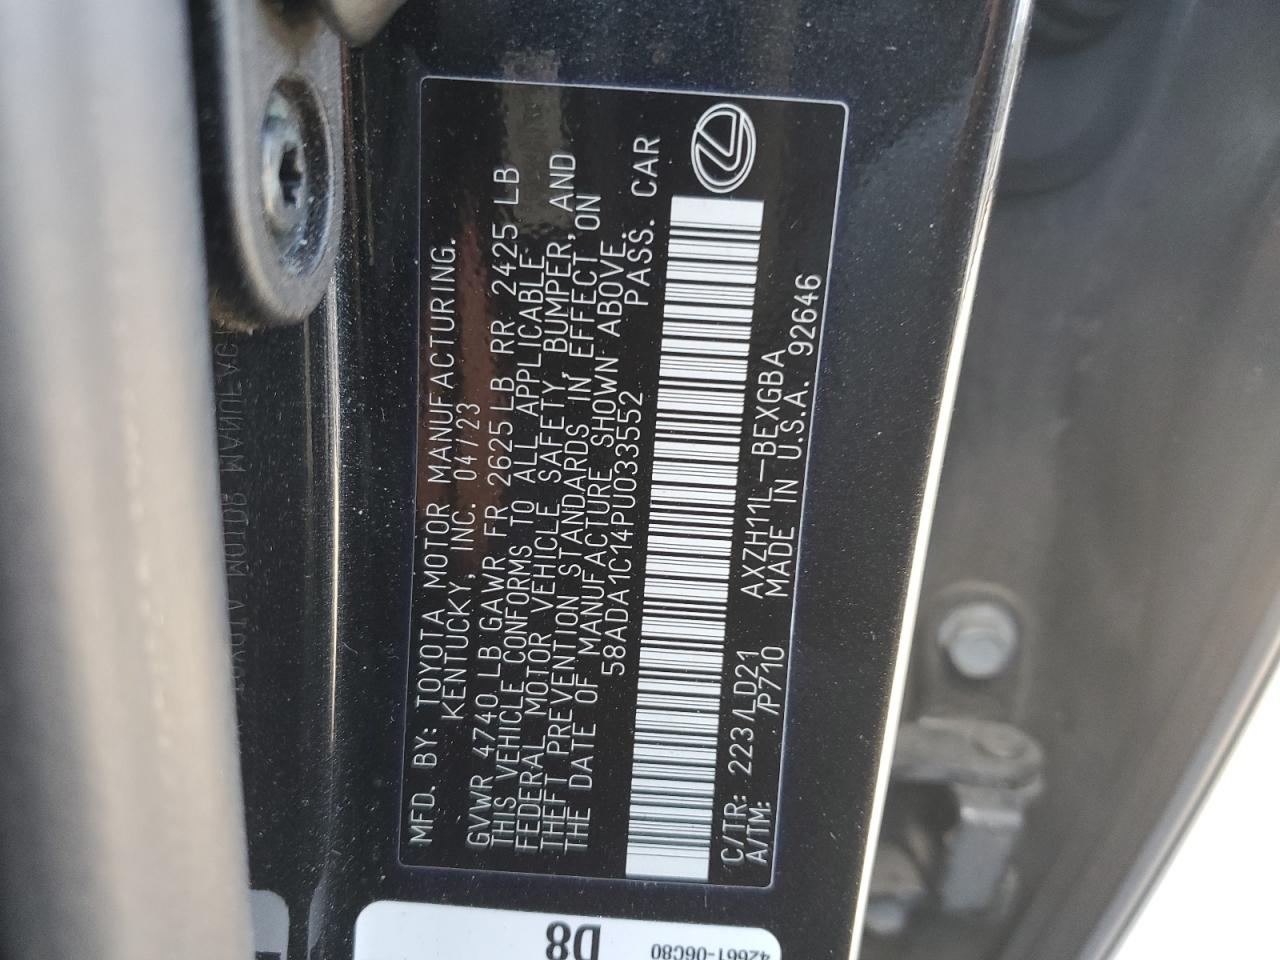 MFD. BY: TOYOTA MOTOR MANUFACTURING.
KENTUCKY, INC. 04/23
GVWR 4740 LB GAWR FR 2625 LB RR 2425 LB
THIS VEHICLE CONFORMS TO ALL APPLICABLE
FEDERAL MOTOR VEHICLE SAFETY, BUMPER, AND
THEFT PREVENTION STANDARDS IN EFFECT ON
THE DATE OF MANUFACTURE SHOWN ABOVE.
58ADA1C14PU033552 PASS. CAR
C/TR: 223/LD21 AXZH11L-BEXGBA
A/TM: /P710 MADE IN U.S.A. 92646
D8
42661-06C80